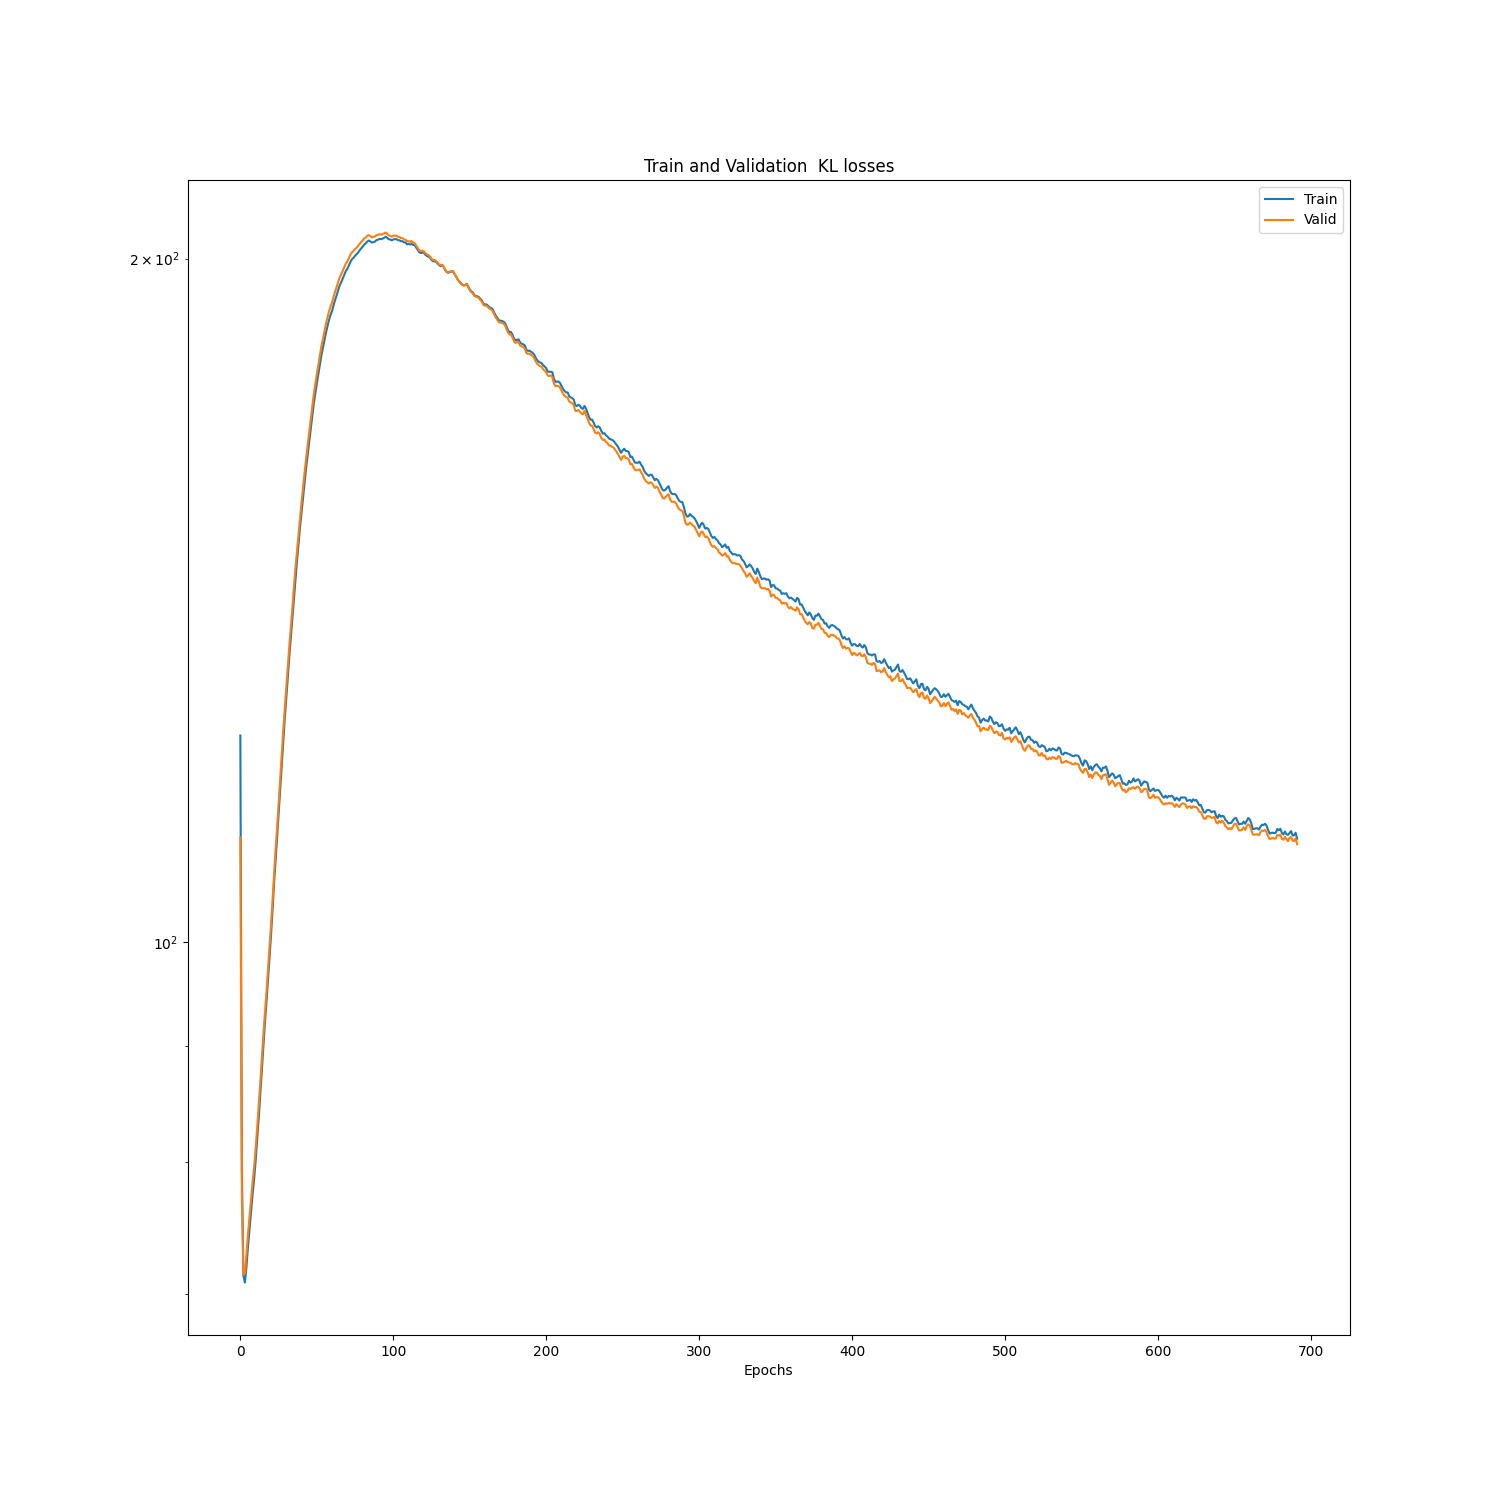 Train and Validation  KL losses
Train
Valid
2 × 10²
10²
0 100 200 300 400 500 600 700
Epochs